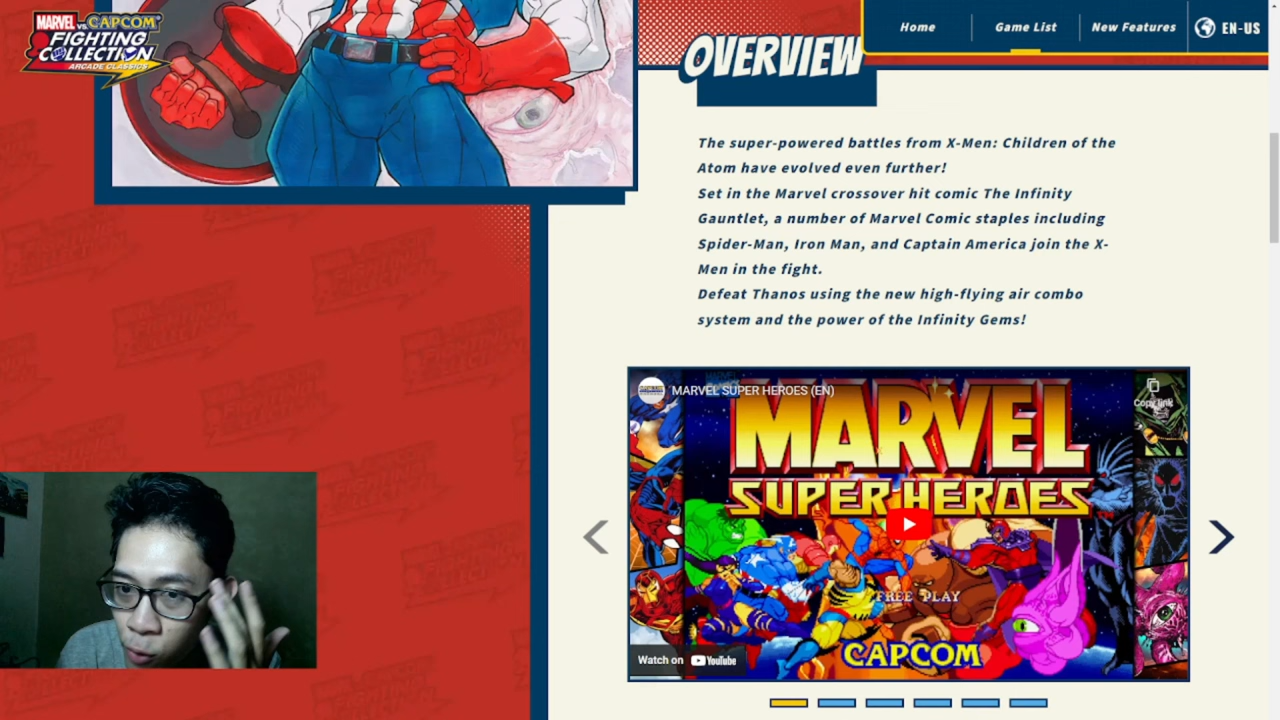 MARVEL VS. CAPCOM
FIGHTING
COLLECTION
ARCADE CLASSICS
Home
Game List
New Features
EN-US
OVERVIEW
The super-powered battles from X-Men: Children of the
Atom have evolved even further!
Set in the Marvel crossover hit comic The Infinity
Gauntlet, a number of Marvel Comic staples including
Spider-Man, Iron Man, and Captain America join the X-
Men in the fight.
Defeat Thanos using the new high-flying air combo
system and the power of the Infinity Gems!
MARVEL SUPER HEROES (EN)
Copy link
MARVEL
SUPER HEROES
FREE PLAY
CAPCOM
Watch on YouTube